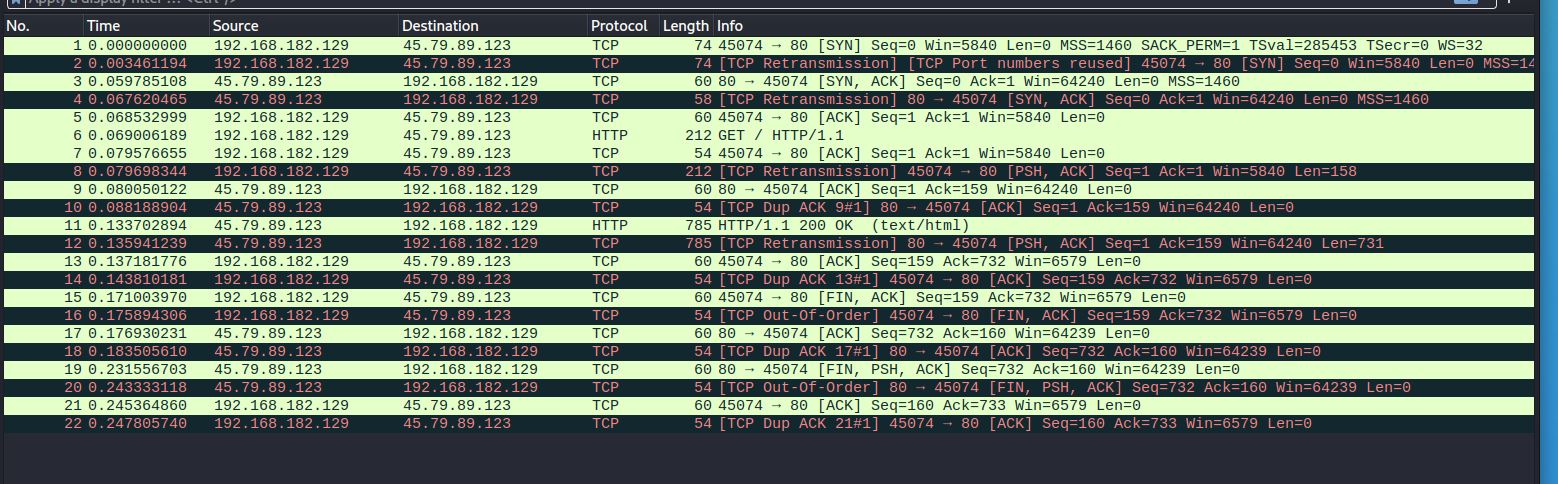 Apply a display filter ... <Ctrl-/>
No. Time Source Destination Protocol Length Info
1 0.000000000 192.168.182.129 45.79.89.123 TCP 74 45074 → 80 [SYN] Seq=0 Win=5840 Len=0 MSS=1460 SACK_PERM=1 TSval=285453 TSecr=0 WS=32
2 0.003461194 192.168.182.129 45.79.89.123 TCP 74 [TCP Retransmission] [TCP Port numbers reused] 45074 → 80 [SYN] Seq=0 Win=5840 Len=0 MSS=14
3 0.059785108 45.79.89.123 192.168.182.129 TCP 60 80 → 45074 [SYN, ACK] Seq=0 Ack=1 Win=64240 Len=0 MSS=1460
4 0.067620465 45.79.89.123 192.168.182.129 TCP 58 [TCP Retransmission] 80 → 45074 [SYN, ACK] Seq=0 Ack=1 Win=64240 Len=0 MSS=1460
5 0.068532999 192.168.182.129 45.79.89.123 TCP 60 45074 → 80 [ACK] Seq=1 Ack=1 Win=5840 Len=0
6 0.069006189 192.168.182.129 45.79.89.123 HTTP 212 GET / HTTP/1.1
7 0.079576655 192.168.182.129 45.79.89.123 TCP 54 45074 → 80 [ACK] Seq=1 Ack=1 Win=5840 Len=0
8 0.079698344 192.168.182.129 45.79.89.123 TCP 212 [TCP Retransmission] 45074 → 80 [PSH, ACK] Seq=1 Ack=1 Win=5840 Len=158
9 0.080050122 45.79.89.123 192.168.182.129 TCP 60 80 → 45074 [ACK] Seq=1 Ack=159 Win=64240 Len=0
10 0.088188904 45.79.89.123 192.168.182.129 TCP 54 [TCP Dup ACK 9#1] 80 → 45074 [ACK] Seq=1 Ack=159 Win=64240 Len=0
11 0.133702894 45.79.89.123 192.168.182.129 HTTP 785 HTTP/1.1 200 OK  (text/html)
12 0.135941239 45.79.89.123 192.168.182.129 TCP 785 [TCP Retransmission] 80 → 45074 [PSH, ACK] Seq=1 Ack=159 Win=64240 Len=731
13 0.137181776 192.168.182.129 45.79.89.123 TCP 60 45074 → 80 [ACK] Seq=159 Ack=732 Win=6579 Len=0
14 0.143810181 192.168.182.129 45.79.89.123 TCP 54 [TCP Dup ACK 13#1] 45074 → 80 [ACK] Seq=159 Ack=732 Win=6579 Len=0
15 0.171003970 192.168.182.129 45.79.89.123 TCP 60 45074 → 80 [FIN, ACK] Seq=159 Ack=732 Win=6579 Len=0
16 0.175894306 192.168.182.129 45.79.89.123 TCP 54 [TCP Out-Of-Order] 45074 → 80 [FIN, ACK] Seq=159 Ack=732 Win=6579 Len=0
17 0.176930231 45.79.89.123 192.168.182.129 TCP 60 80 → 45074 [ACK] Seq=732 Ack=160 Win=64239 Len=0
18 0.183505610 45.79.89.123 192.168.182.129 TCP 54 [TCP Dup ACK 17#1] 80 → 45074 [ACK] Seq=732 Ack=160 Win=64239 Len=0
19 0.231556703 45.79.89.123 192.168.182.129 TCP 60 80 → 45074 [FIN, PSH, ACK] Seq=732 Ack=160 Win=64239 Len=0
20 0.243333118 45.79.89.123 192.168.182.129 TCP 54 [TCP Out-Of-Order] 80 → 45074 [FIN, PSH, ACK] Seq=732 Ack=160 Win=64239 Len=0
21 0.245364860 192.168.182.129 45.79.89.123 TCP 60 45074 → 80 [ACK] Seq=160 Ack=733 Win=6579 Len=0
22 0.247805740 192.168.182.129 45.79.89.123 TCP 54 [TCP Dup ACK 21#1] 45074 → 80 [ACK] Seq=160 Ack=733 Win=6579 Len=0